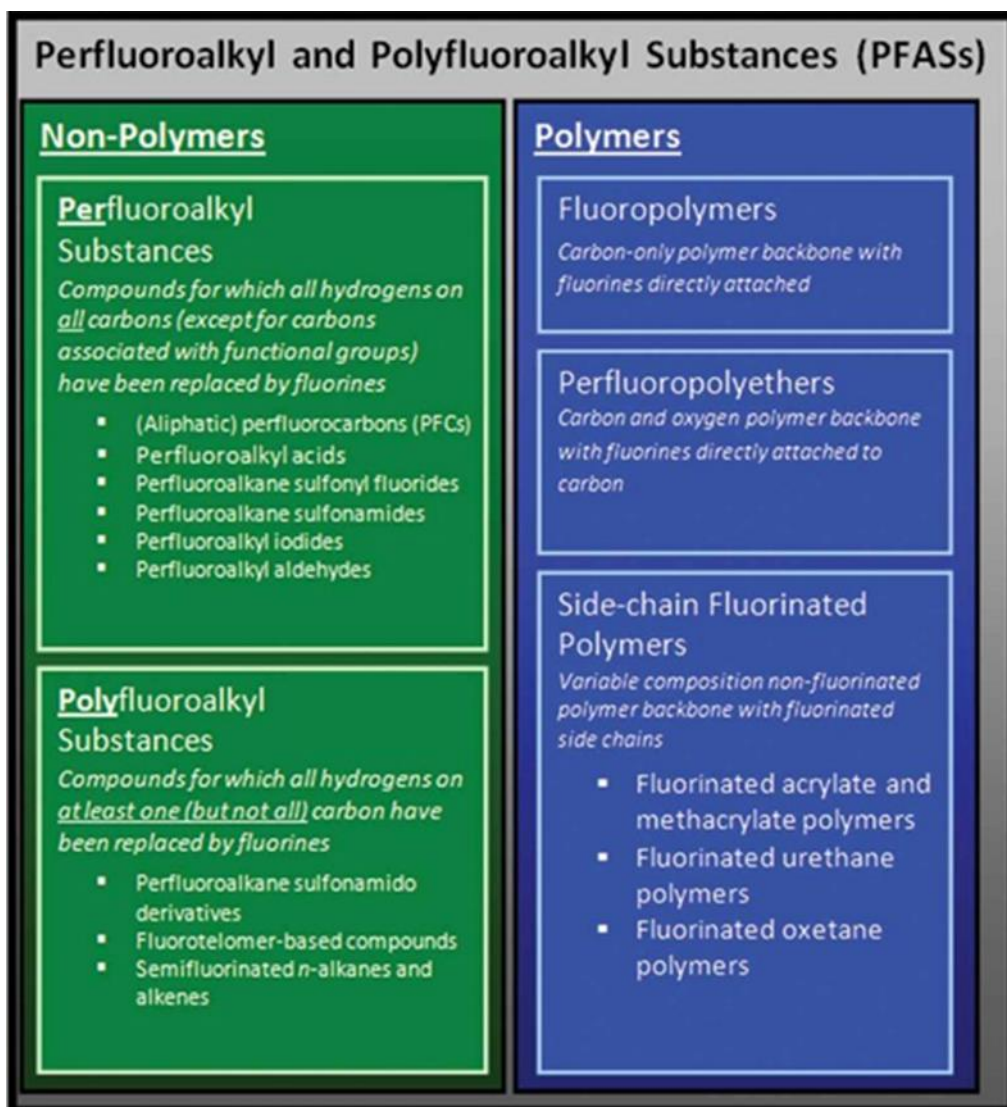 Perfluoroalkyl and Polyfluoroalkyl Substances (PFASs)
Non-Polymers
Perfluoroalkyl
Substances
Compounds for which all hydrogens on
all carbons (except for carbons
associated with functional groups)
have been replaced by fluorines
▪ (Aliphatic) perfluorocarbons (PFCs)
▪ Perfluoroalkyl acids
▪ Perfluoroalkane sulfonyl fluorides
▪ Perfluoroalkane sulfonamides
▪ Perfluoroalkyl iodides
▪ Perfluoroalkyl aldehydes
Polyfluoroalkyl
Substances
Compounds for which all hydrogens on
at least one (but not all) carbon have
been replaced by fluorines
▪ Perfluoroalkane sulfonamido
derivatives
▪ Fluorotelomer-based compounds
▪ Semifluorinated n-alkanes and
alkenes
Polymers
Fluoropolymers
Carbon-only polymer backbone with
fluorines directly attached
Perfluoropolyethers
Carbon and oxygen polymer backbone
with fluorines directly attached to
carbon
Side-chain Fluorinated
Polymers
Variable composition non-fluorinated
polymer backbone with fluorinated
side chains
▪ Fluorinated acrylate and
methacrylate polymers
▪ Fluorinated urethane
polymers
▪ Fluorinated oxetane
polymers